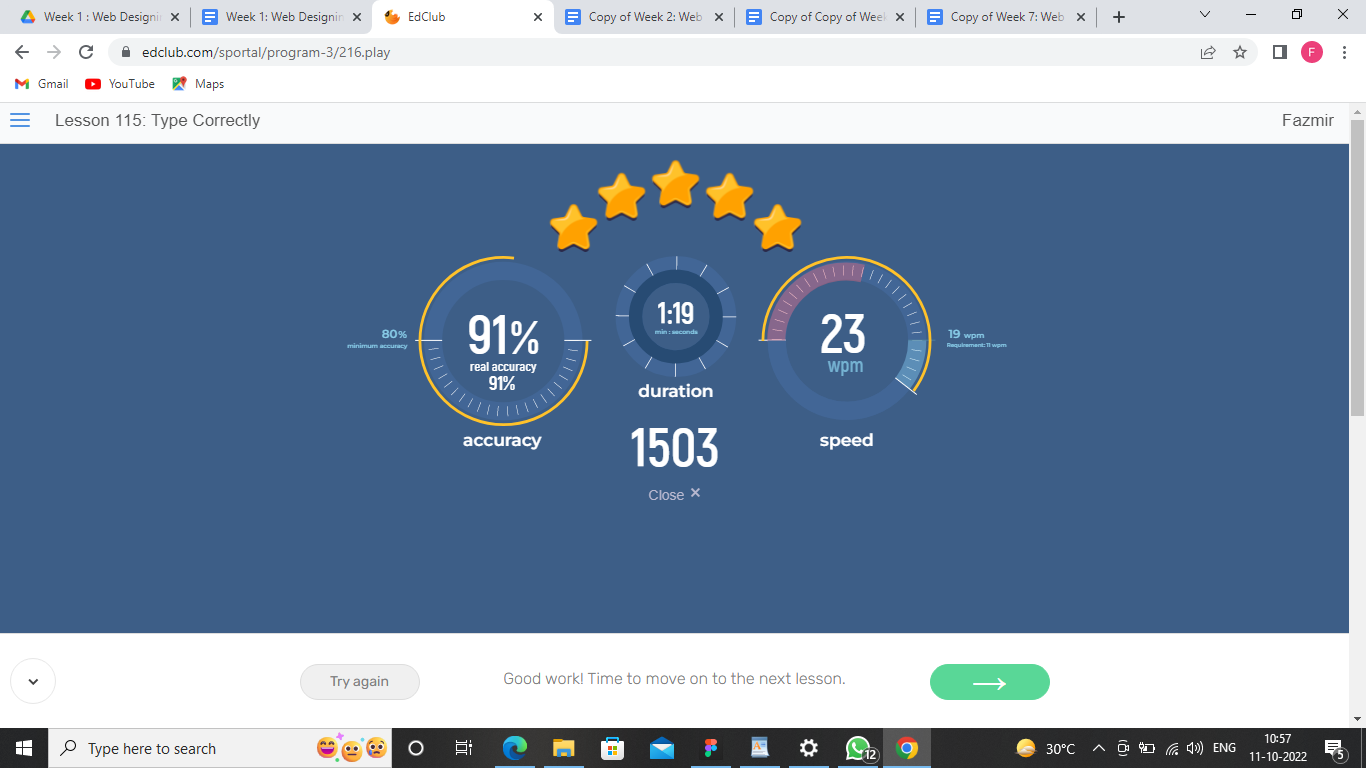 Week 1 : Web Designin
Week 1: Web Designin
EdClub
Copy of Week 2: Web
Copy of Copy of Week
Copy of Week 7: Web
edclub.com/sportal/program-3/216.play
F
Gmail
YouTube
Maps
Lesson 115: Type Correctly
Fazmir
80%
minimum accuracy
91%
real accuracy
91%
accuracy
1:19
min : seconds
duration
23
wpm
speed
19 wpm
Requirement: 11 wpm
1503
Close ×
Try again
Good work! Time to move on to the next lesson.
Type here to search
12
30°C
ENG
10:57
11-10-2022
5